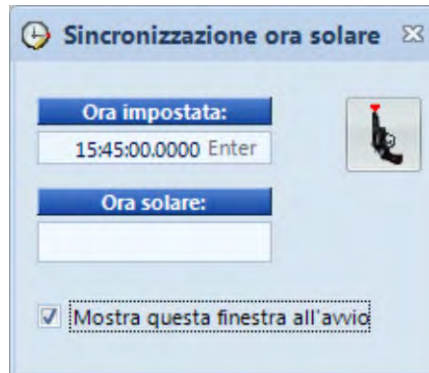 Sincronizzazione ora solare
Ora impostata:
15:45:00.0000 Enter
Ora solare:
Mostra questa finestra all'avvio